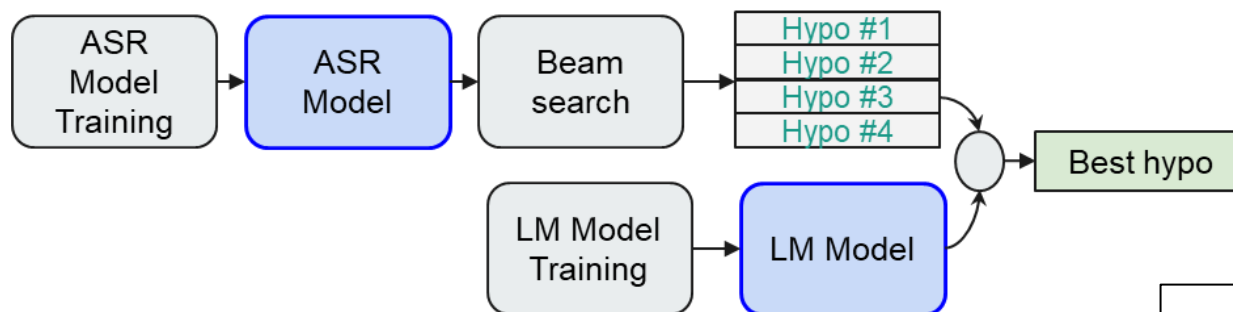 ASR
Model
Training
ASR
Model
Beam
search
Hypo #1
Hypo #2
Hypo #3
Hypo #4
Best hypo
LM Model
Training
LM Model